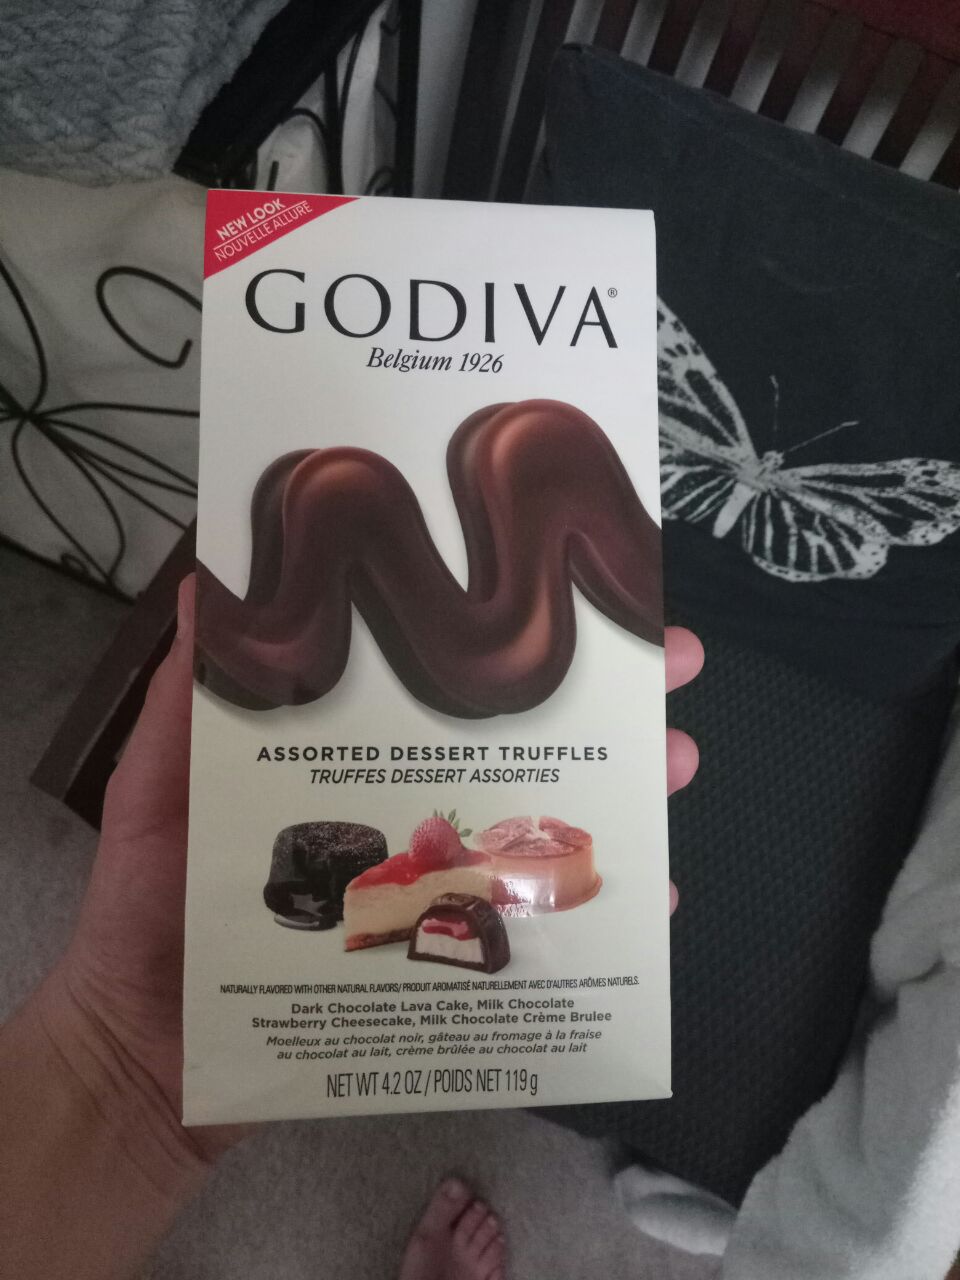 NEW LOOK
NOUVELLE ALLURE
GODIVA®
Belgium 1926
ASSORTED DESSERT TRUFFLES
TRUFFES DESSERT ASSORTIES
NATURALLY FLAVORED WITH OTHER NATURAL FLAVORS/ PRODUIT AROMATISÉ NATURELLEMENT AVEC D'AUTRES ARÔMES NATURELS.
Dark Chocolate Lava Cake, Milk Chocolate
Strawberry Cheesecake, Milk Chocolate Crème Brulee
Moelleux au chocolat noir, gâteau au fromage à la fraise
au chocolat au lait, crème brûlée au chocolat au lait
NET WT 4.2 OZ / POIDS NET 119 g